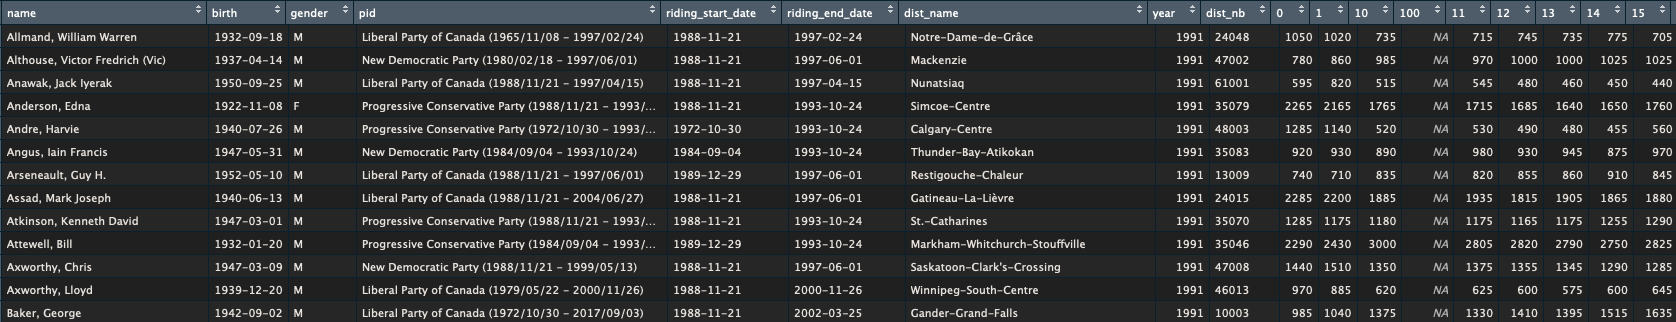 name birth gender pid riding_start_date riding_end_date dist_name year dist_nb 0 1 10 100 11 12 13 14 15
Allmand, William Warren 1932-09-18 M Liberal Party of Canada (1965/11/08 - 1997/02/24) 1988-11-21 1997-02-24 Notre-Dame-de-Grâce 1991 24048 1050 1020 735 NA 715 745 735 775 705
Althouse, Victor Fredrich (Vic) 1937-04-14 M New Democratic Party (1980/02/18 - 1997/06/01) 1988-11-21 1997-06-01 Mackenzie 1991 47002 780 860 985 NA 970 1000 1000 1025 1025
Anawak, Jack Iyerak 1950-09-25 M Liberal Party of Canada (1988/11/21 - 1997/04/15) 1988-11-21 1997-04-15 Nunatsiaq 1991 61001 595 820 515 NA 545 480 460 450 440
Anderson, Edna 1922-11-08 F Progressive Conservative Party (1988/11/21 - 1993/... 1988-11-21 1993-10-24 Simcoe-Centre 1991 35079 2265 2165 1765 NA 1715 1685 1640 1650 1760
Andre, Harvie 1940-07-26 M Progressive Conservative Party (1972/10/30 - 1993/... 1972-10-30 1993-10-24 Calgary-Centre 1991 48003 1285 1140 520 NA 530 490 480 455 560
Angus, Iain Francis 1947-05-31 M New Democratic Party (1984/09/04 - 1993/10/24) 1984-09-04 1993-10-24 Thunder-Bay-Atikokan 1991 35083 920 930 890 NA 980 930 945 875 970
Arseneault, Guy H. 1952-05-10 M Liberal Party of Canada (1988/11/21 - 1997/06/01) 1989-12-29 1997-06-01 Restigouche-Chaleur 1991 13009 740 710 835 NA 820 855 860 910 845
Assad, Mark Joseph 1940-06-13 M Liberal Party of Canada (1988/11/21 - 2004/06/27) 1988-11-21 1997-06-01 Gatineau-La-Lièvre 1991 24015 2285 2200 1885 NA 1935 1815 1905 1865 1880
Atkinson, Kenneth David 1947-03-01 M Progressive Conservative Party (1988/11/21 - 1993/... 1988-11-21 1993-10-24 St.-Catharines 1991 35070 1285 1175 1180 NA 1175 1165 1175 1255 1290
Attewell, Bill 1932-01-20 M Progressive Conservative Party (1984/09/04 - 1993/... 1989-12-29 1993-10-24 Markham-Whitchurch-Stouffville 1991 35046 2290 2430 3000 NA 2805 2820 2790 2750 2825
Axworthy, Chris 1947-03-09 M New Democratic Party (1988/11/21 - 1999/05/13) 1988-11-21 1997-06-01 Saskatoon-Clark's-Crossing 1991 47008 1440 1510 1350 NA 1375 1355 1345 1290 1285
Axworthy, Lloyd 1939-12-20 M Liberal Party of Canada (1979/05/22 - 2000/11/26) 1988-11-21 2000-11-26 Winnipeg-South-Centre 1991 46013 970 885 620 NA 625 600 575 600 645
Baker, George 1942-09-02 M Liberal Party of Canada (1972/10/30 - 2017/09/03) 1988-11-21 2002-03-25 Gander-Grand-Falls 1991 10003 985 1040 1375 NA 1330 1410 1395 1515 1635